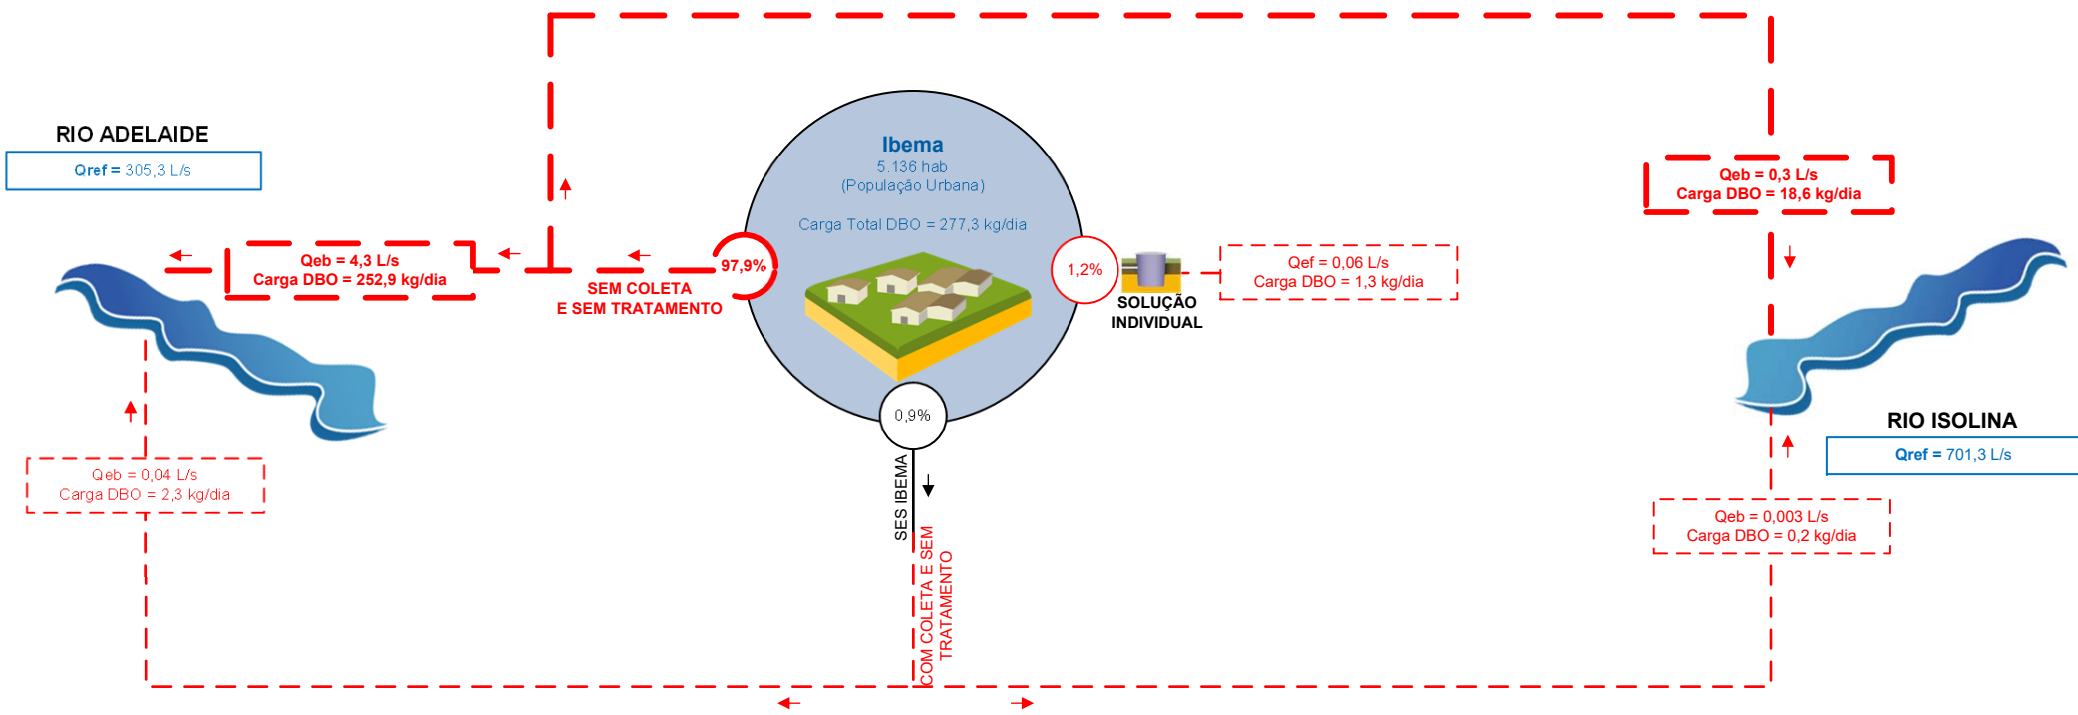 RIO ADELAIDE
Qref = 305,3 L/s
Ibema
5.136 hab
(População Urbana)
Carga Total DBO = 277,3 kg/dia
Qeb = 0,3 L/s
Carga DBO = 18,6 kg/dia
Qeb = 4,3 L/s
Carga DBO = 252,9 kg/dia
97,9%
SEM COLETA
E SEM TRATAMENTO
1,2%
SOLUÇÃO
INDIVIDUAL
Qef = 0,06 L/s
Carga DBO = 1,3 kg/dia
0,9%
SES IBEMA
COM COLETA E SEM
TRATAMENTO
RIO ISOLINA
Qref = 701,3 L/s
Qeb = 0,04 L/s
Carga DBO = 2,3 kg/dia
Qeb = 0,003 L/s
Carga DBO = 0,2 kg/dia